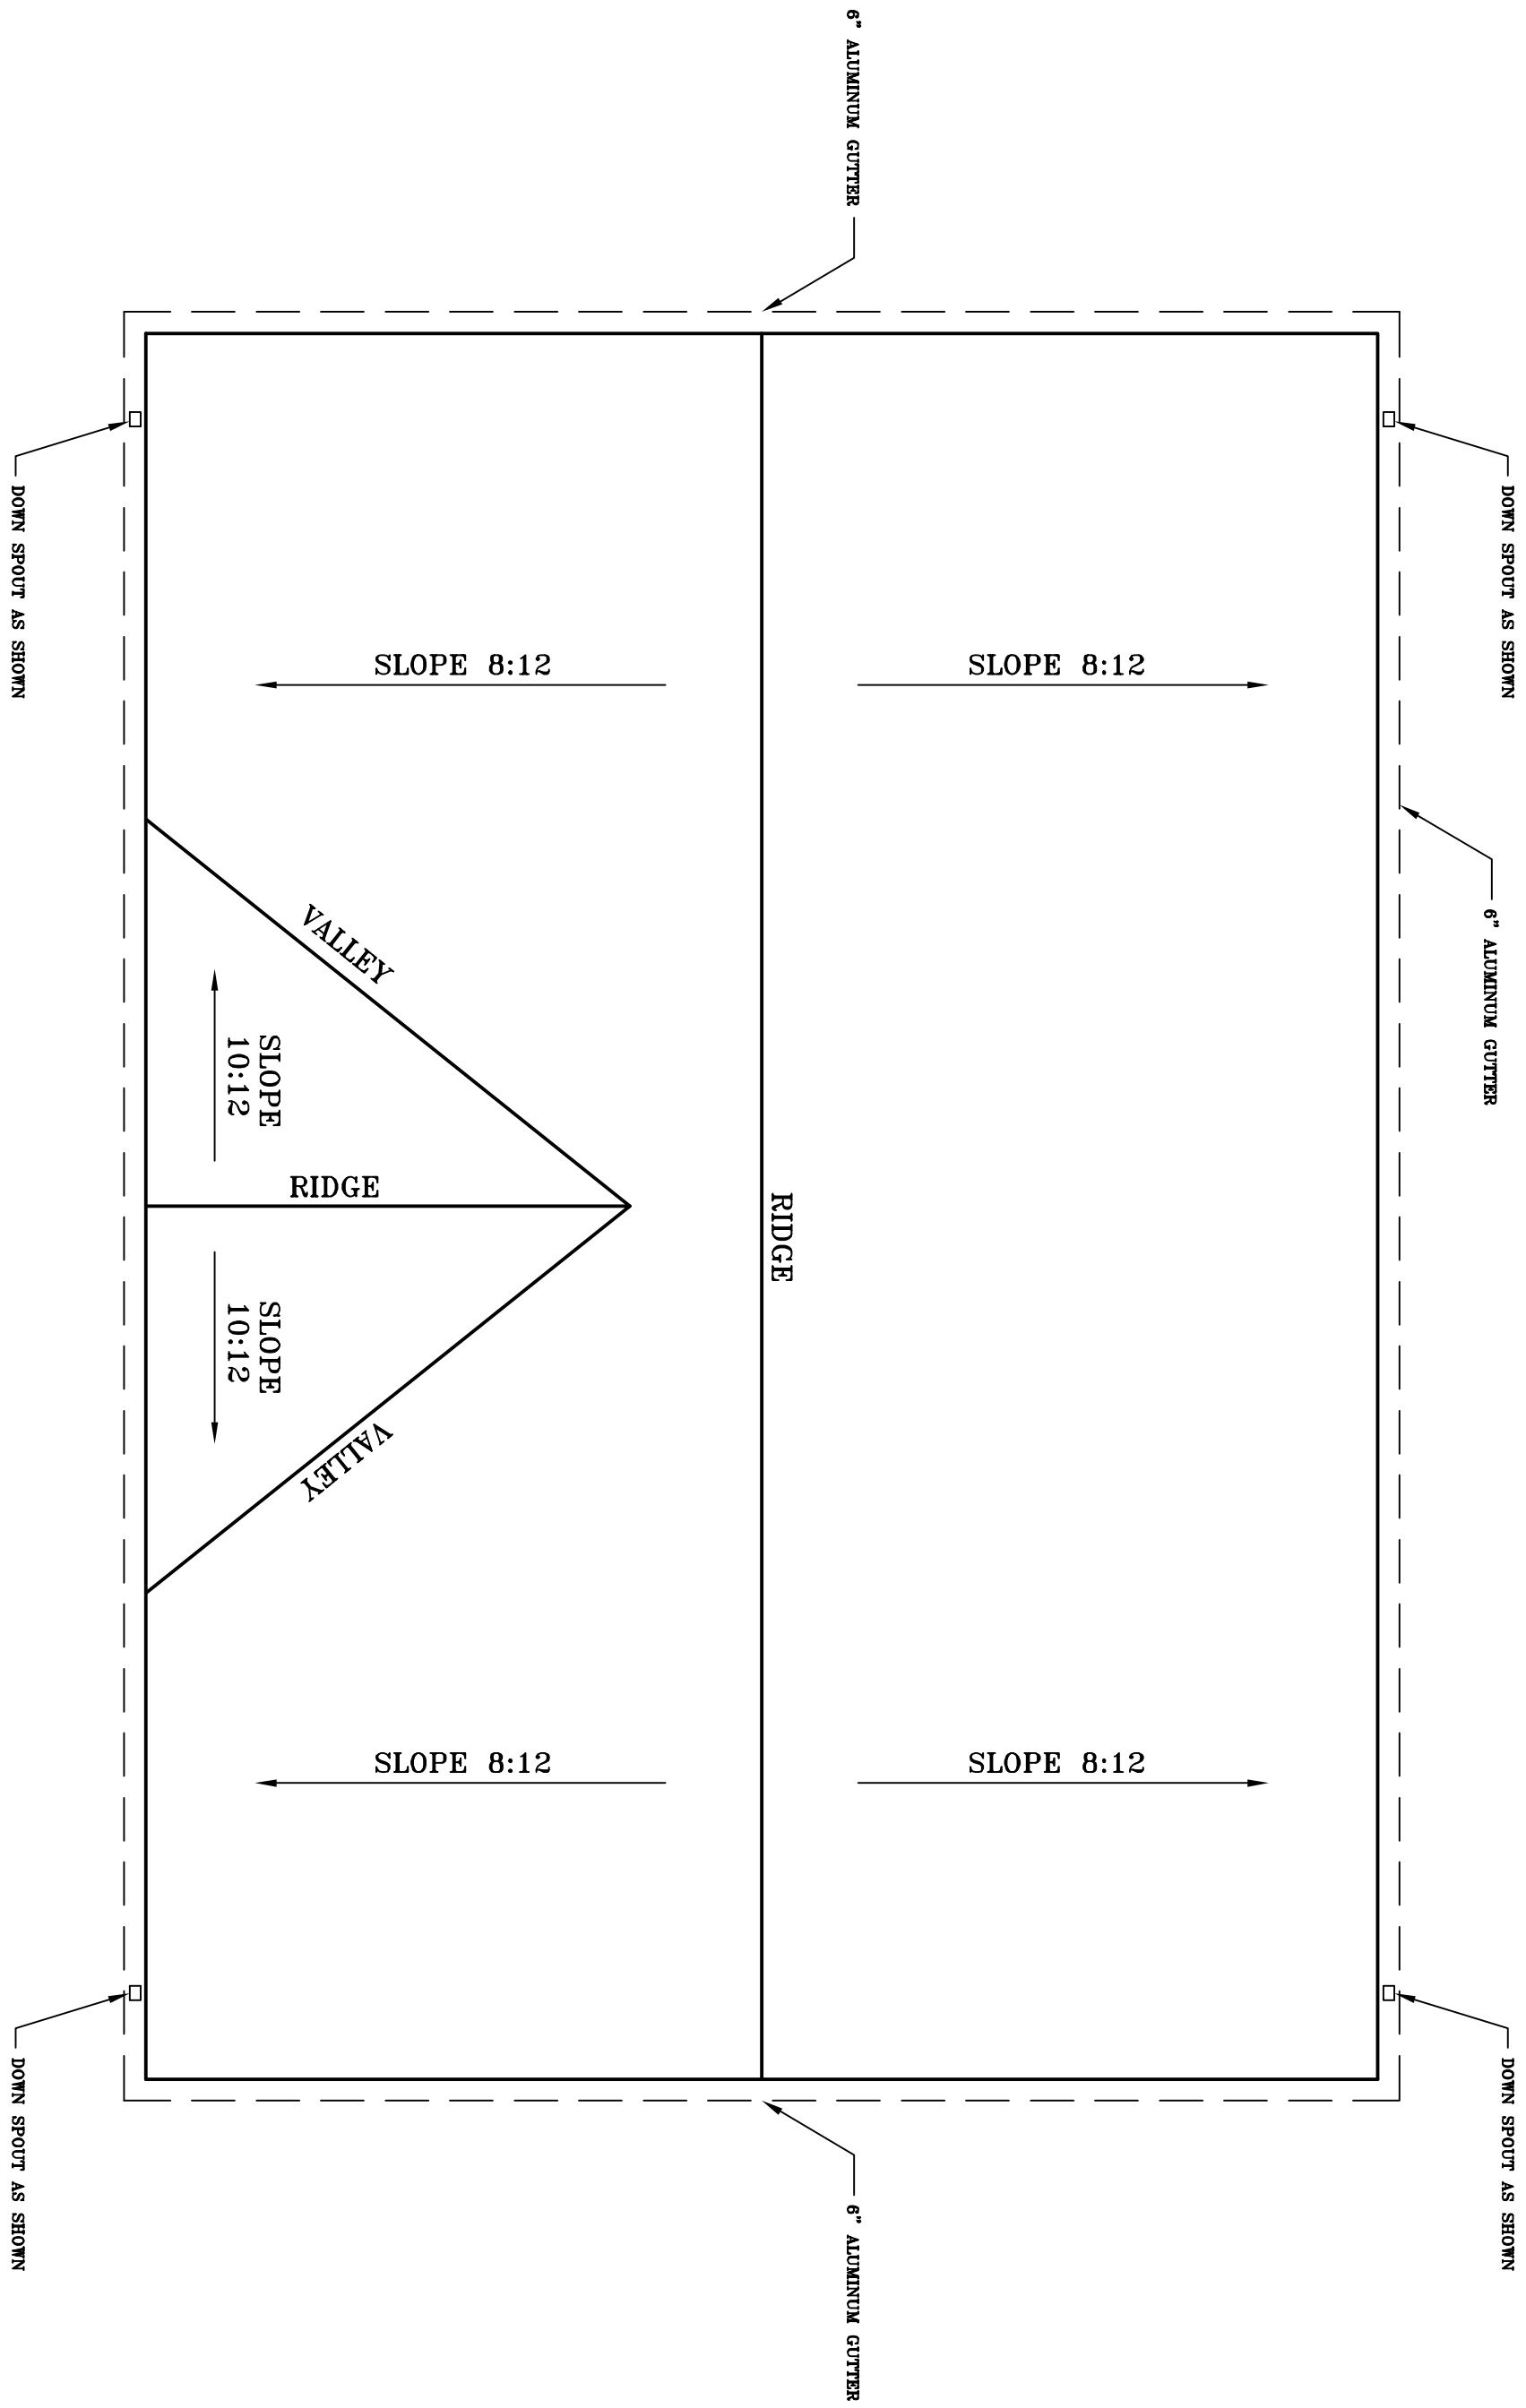 6" ALUMINUM GUTTER
DOWN SPOUT AS SHOWN
DOWN SPOUT AS SHOWN
SLOPE 8:12
SLOPE 8:12
6" ALUMINUM GUTTER
VALLEY
SLOPE
10:12
RIDGE
RIDGE
SLOPE
10:12
VALLEY
SLOPE 8:12
SLOPE 8:12
DOWN SPOUT AS SHOWN
DOWN SPOUT AS SHOWN
6" ALUMINUM GUTTER